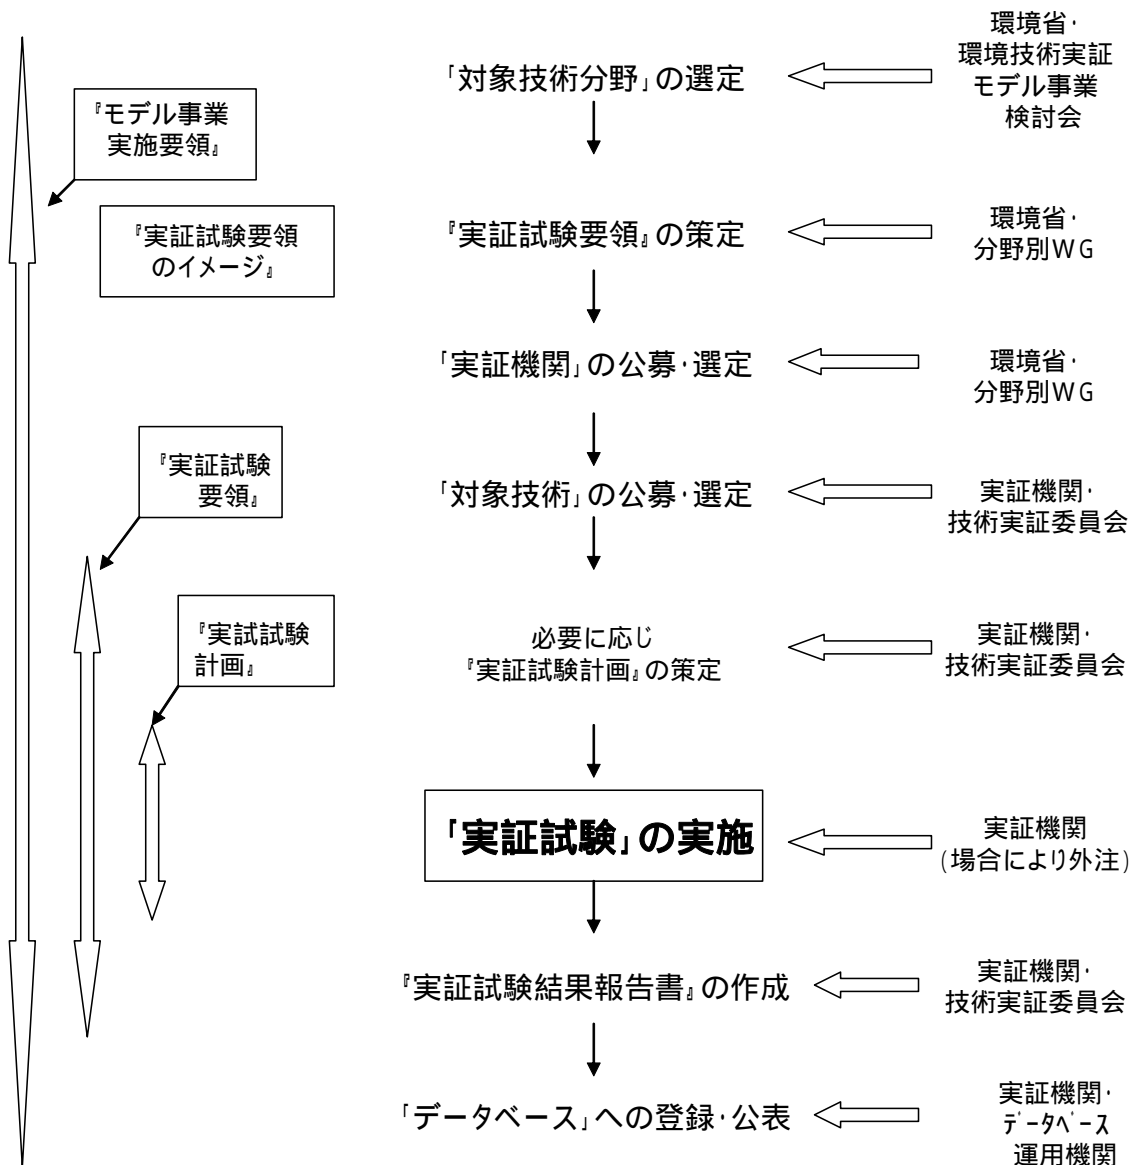 『モデル事業
実施要領』
『実証試験要領
のイメージ』
『実証試験
要領』
『実試試験
計画』
「対象技術分野」の選定
環境省・
環境技術実証
モデル事業
検討会
『実証試験要領』の策定
環境省・
分野別WG
「実証機関」の公募・選定
環境省・
分野別WG
「対象技術」の公募・選定
実証機関・
技術実証委員会
必要に応じ
『実証試験計画』の策定
実証機関・
技術実証委員会
「実証試験」の実施
実証機関
(場合により外注)
『実証試験結果報告書』の作成
実証機関・
技術実証委員会
「データベース」への登録・公表
実証機関・
ﾃﾞｰﾀﾍﾞｰｽ
運用機関